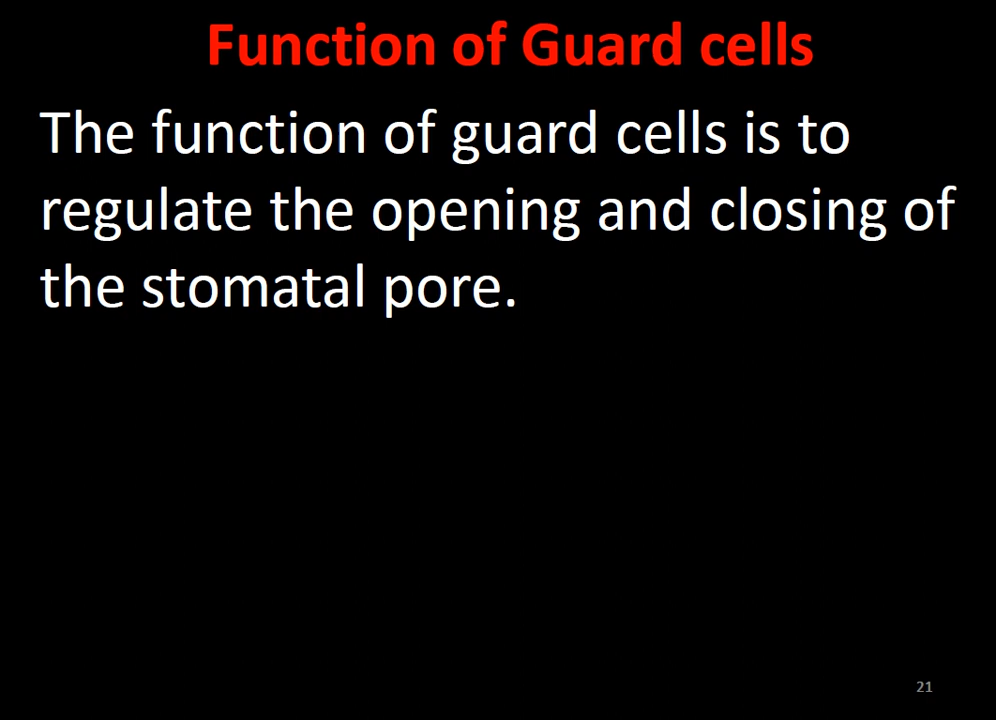 Function of Guard cells
The function of guard cells is to
regulate the opening and closing of
the stomatal pore.
21